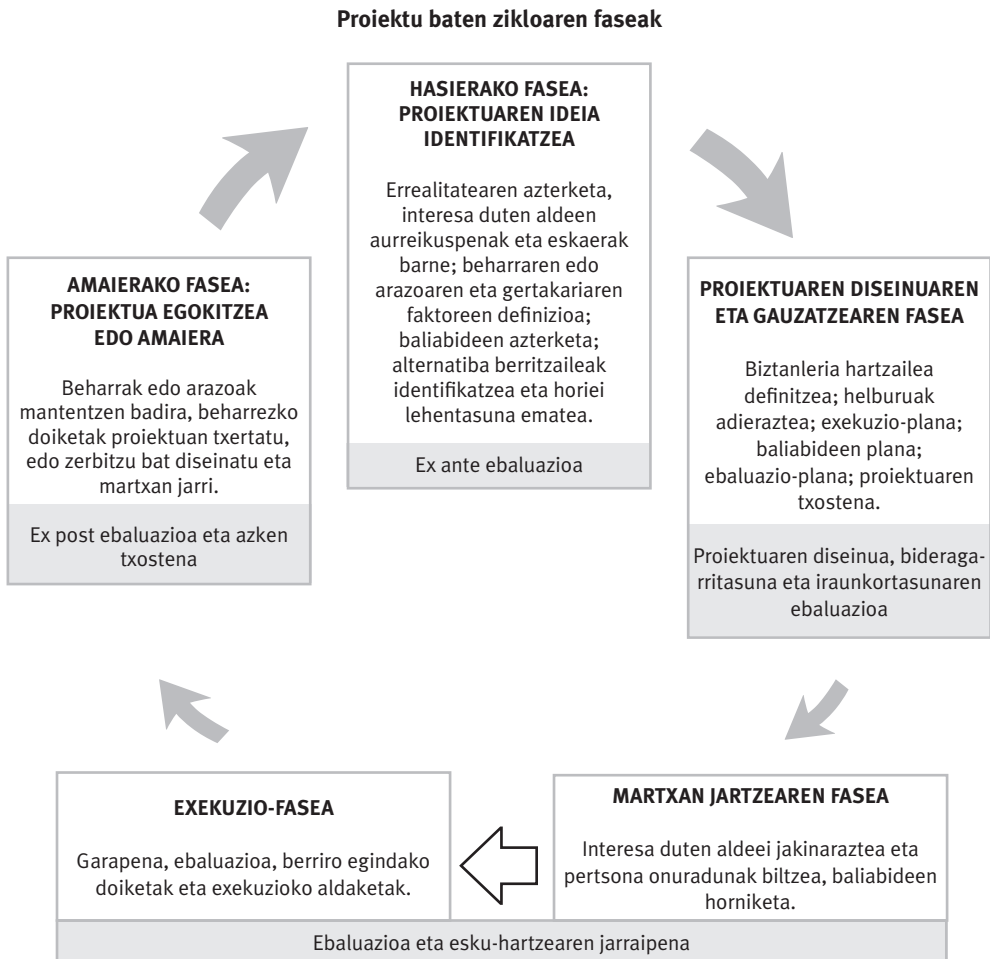 Proiektu baten zikloaren faseak
HASIERAKO FASEA:
PROIEKTUAREN IDEIA
IDENTIFIKATZEA
Errealitatearen azterketa,
interesa duten aldeen
aurreikuspenak eta eskaerak
barne; beharraren edo
arazoaren eta gertakariaren
faktoreen definizioa;
baliabideen azterketa;
alternatiba berritzaileak
identifikatzea eta horiei
lehentasuna ematea.
Ex ante ebaluazioa
PROIEKTUAREN DISEINUAREN
ETA GAUZATZEAREN FASEA
Biztanleria hartzailea
definitzea; helburuak
adieraztea; exekuzio-plana;
baliabideen plana;
ebaluazio-plana; proiektuaren
txostena.
Proiektuaren diseinua, bideraga-
rritasuna eta iraunkortasunaren
ebaluazioa
MARTXAN JARTZEAREN FASEA
Interesa duten aldeei jakinaraztea eta
pertsona onuradunak biltzea, baliabideen
horniketa.
EXEKUZIO-FASEA
Garapena, ebaluazioa, berriro egindako
doiketak eta exekuzioko aldaketak.
Ebaluazioa eta esku-hartzearen jarraipena
AMAIERAKO FASEA:
PROIEKTUA EGOKITZEA
EDO AMAIERA
Beharrak edo arazoak
mantentzen badira, beharrezko
doiketak proiektuan txertatu,
edo zerbitzu bat diseinatu eta
martxan jarri.
Ex post ebaluazioa eta azken
txostena